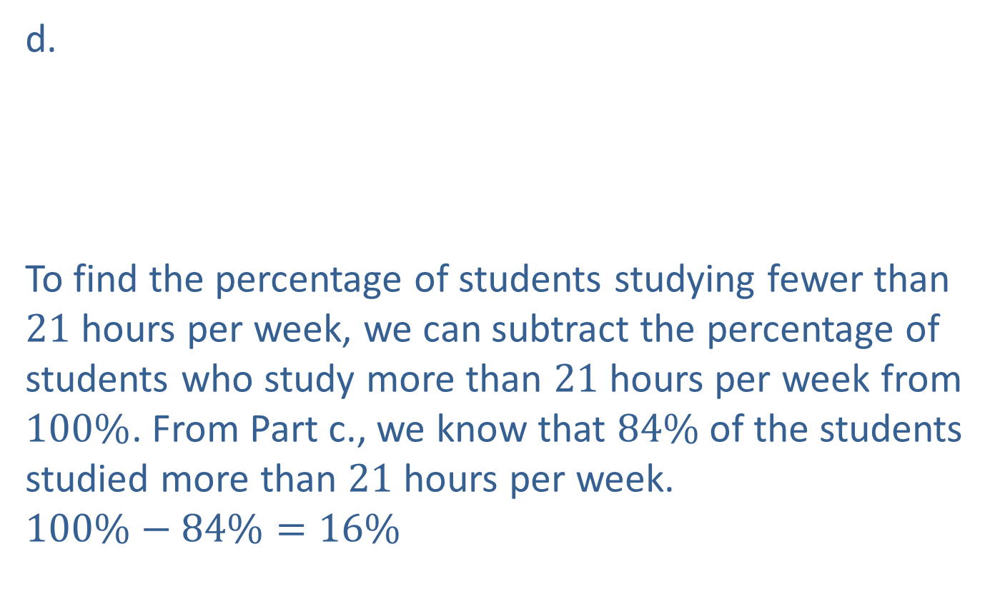 d.
To find the percentage of students studying fewer than
21 hours per week, we can subtract the percentage of
students who study more than 21 hours per week from
100%. From Part c., we know that 84% of the students
studied more than 21 hours per week.
100% − 84% = 16%